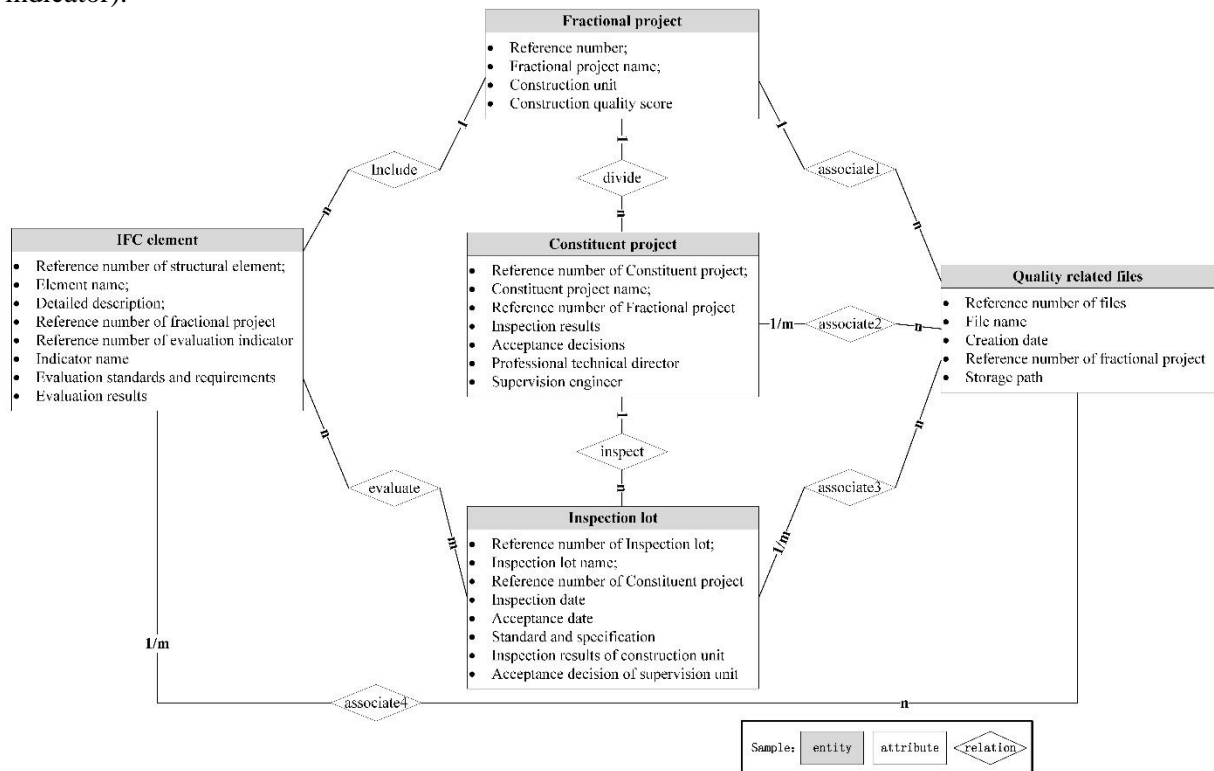 indicator).
Fractional project
• Reference number;
• Fractional project name;
• Construction unit
• Construction quality score
1
1
1
Include
divide
associate1
n
n
n
IFC element
• Reference number of structural element;
• Element name;
• Detailed description;
• Reference number of fractional project
• Reference number of evaluation indicator
• Indicator name
• Evaluation standards and requirements
• Evaluation results
Constituent project
• Reference number of Constituent project;
• Constituent project name;
• Reference number of Fractional project
• Inspection results
• Acceptance decisions
• Professional technical director
• Supervision engineer
1/m
associate2
n
Quality related files
• Reference number of files
• File name
• Creation date
• Reference number of fractional project
• Storage path
n
1
n
evaluate
inspect
associate3
m
n
1/m
Inspection lot
• Reference number of Inspection lot;
• Inspection lot name;
• Reference number of Constituent project
• Inspection date
• Acceptance date
• Standard and specification
• Inspection results of construction unit
• Acceptance decision of supervision unit
1/m
associate4
n
Sample: entity attribute relation